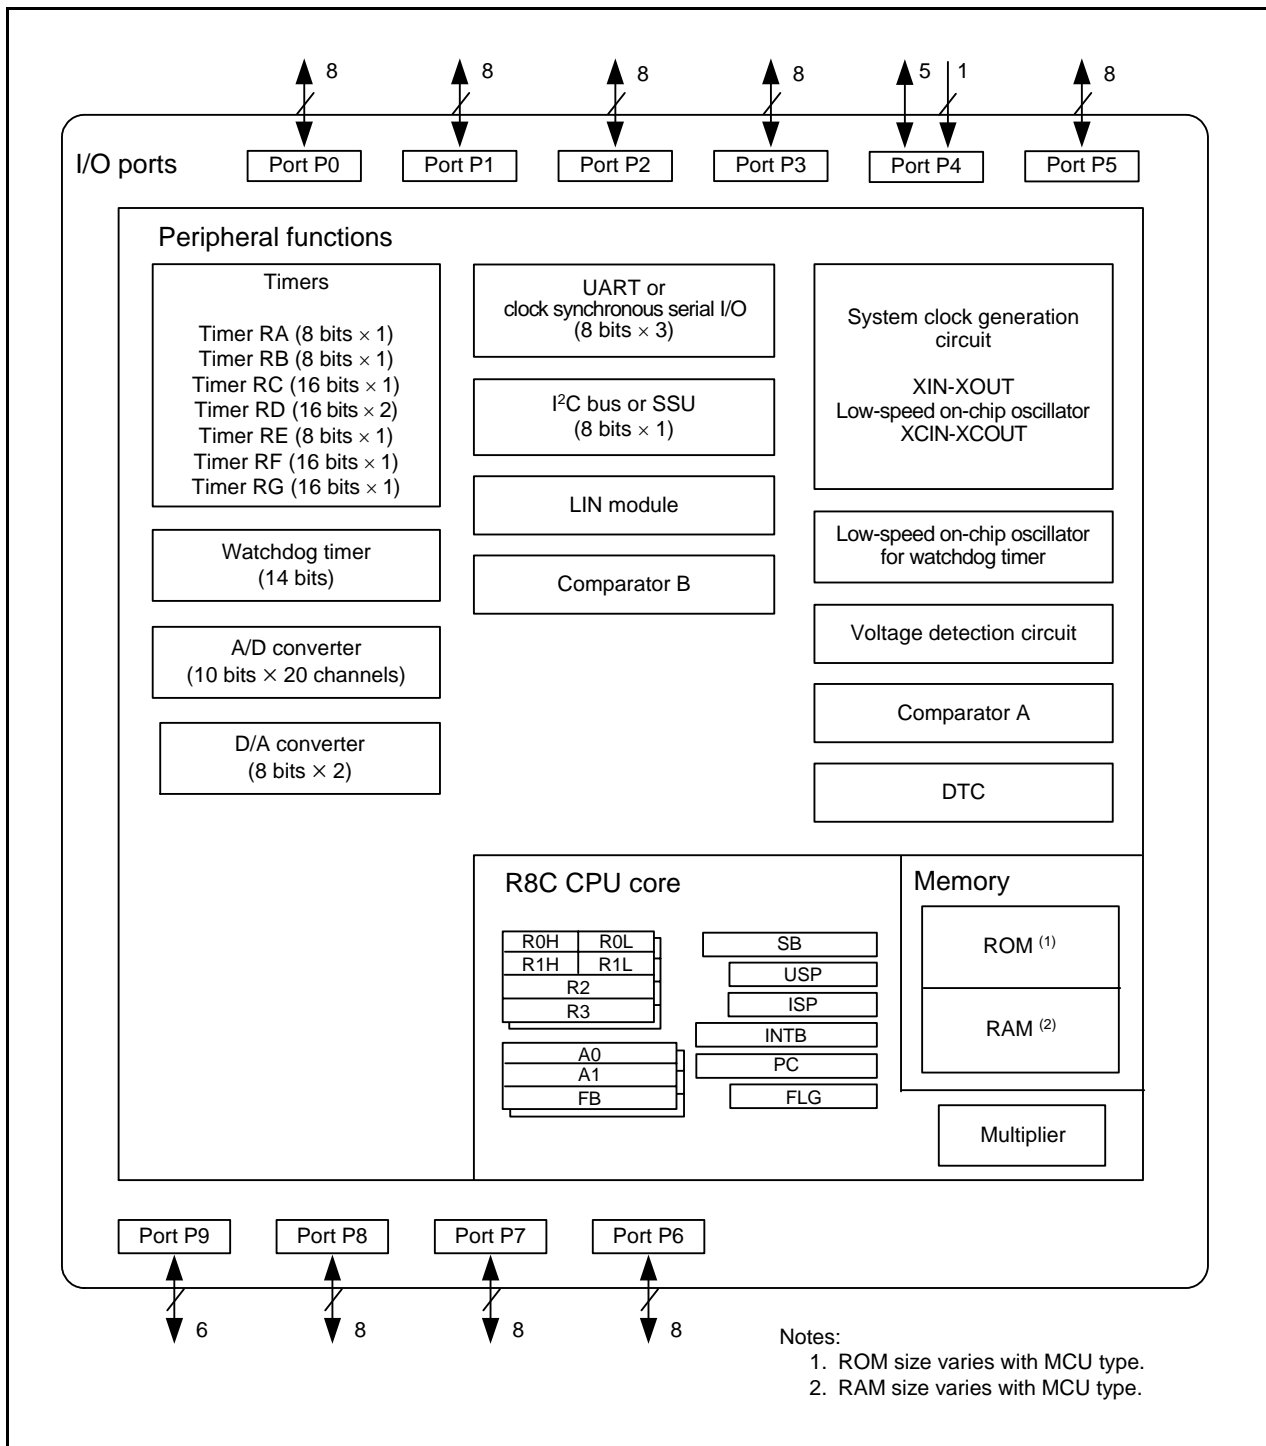 8 8 8 8 5 1 8
I/O ports
Port P0
Port P1
Port P2
Port P3
Port P4
Port P5
Peripheral functions
Timers
Timer RA (8 bits × 1)
Timer RB (8 bits × 1)
Timer RC (16 bits × 1)
Timer RD (16 bits × 2)
Timer RE (8 bits × 1)
Timer RF (16 bits × 1)
Timer RG (16 bits × 1)
Watchdog timer
(14 bits)
A/D converter
(10 bits × 20 channels)
D/A converter
(8 bits × 2)
UART or
clock synchronous serial I/O
(8 bits × 3)
I²C bus or SSU
(8 bits × 1)
LIN module
Comparator B
System clock generation
circuit
XIN-XOUT
Low-speed on-chip oscillator
XCIN-XCOUT
Low-speed on-chip oscillator
for watchdog timer
Voltage detection circuit
Comparator A
DTC
R8C CPU core
R0H R0L
R1H R1L
R2
R3
A0
A1
FB
SB
USP
ISP
INTB
PC
FLG
Memory
ROM (1)
RAM (2)
Multiplier
Port P9
Port P8
Port P7
Port P6
6 8 8 8
Notes:
1. ROM size varies with MCU type.
2. RAM size varies with MCU type.